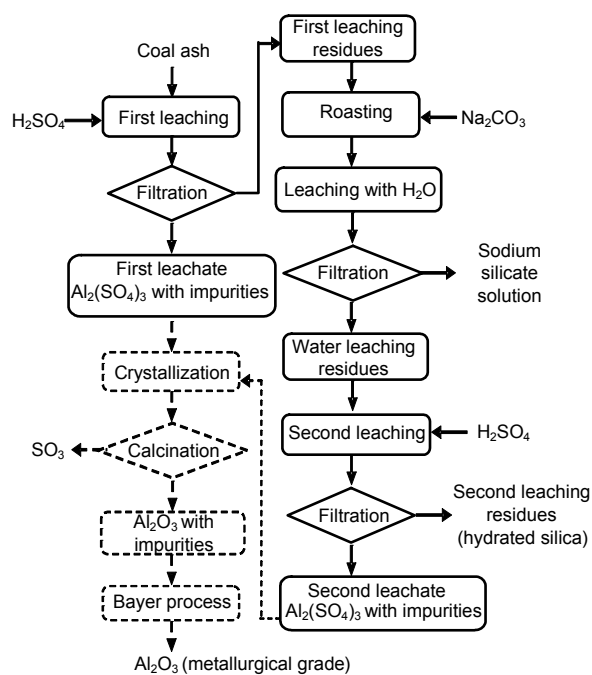 Coal ash
H₂SO₄
First leaching
Filtration
First leachate
Al₂(SO₄)₃ with impurities
Crystallization
SO₃
Calcination
Al₂O₃ with
impurities
Bayer process
Al₂O₃ (metallurgical grade)
First leaching
residues
Roasting
Na₂CO₃
Leaching with H₂O
Filtration
Sodium
silicate
solution
Water leaching
residues
Second leaching
H₂SO₄
Filtration
Second leaching
residues
(hydrated silica)
Second leachate
Al₂(SO₄)₃ with impurities